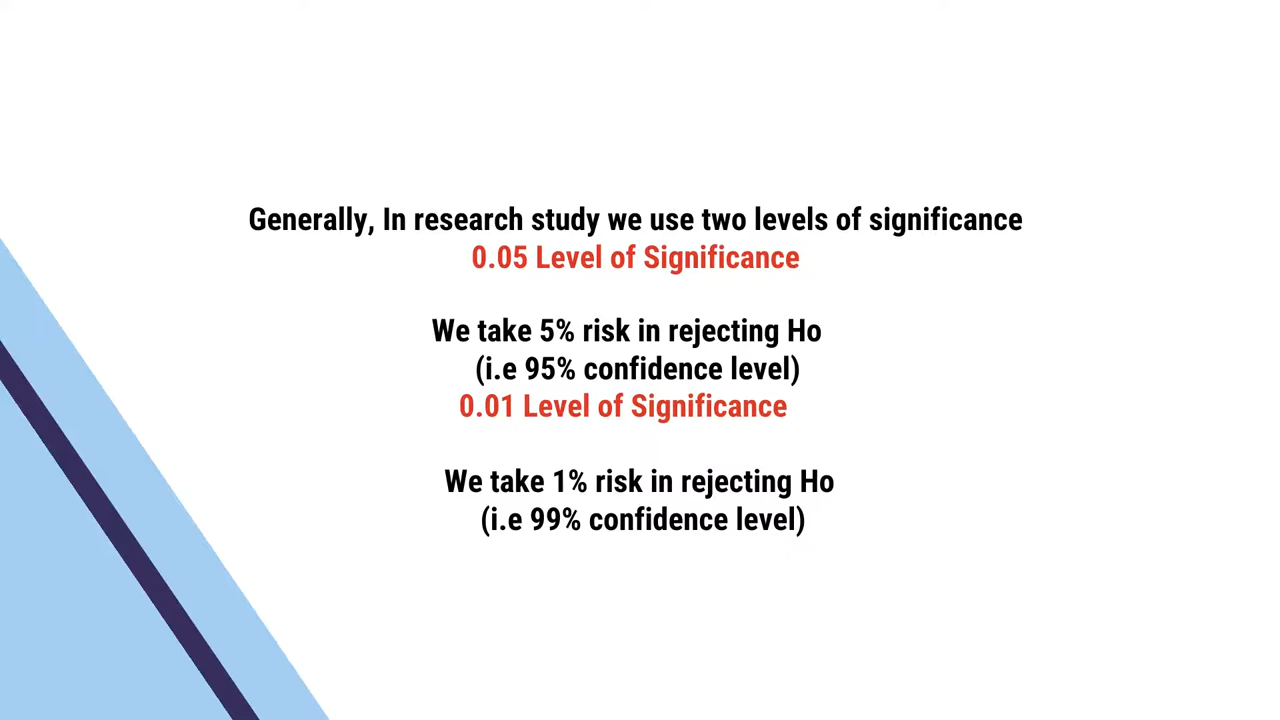 Generally, In research study we use two levels of significance
0.05 Level of Significance
We take 5% risk in rejecting Ho
(i.e 95% confidence level)
0.01 Level of Significance
We take 1% risk in rejecting Ho
(i.e 99% confidence level)